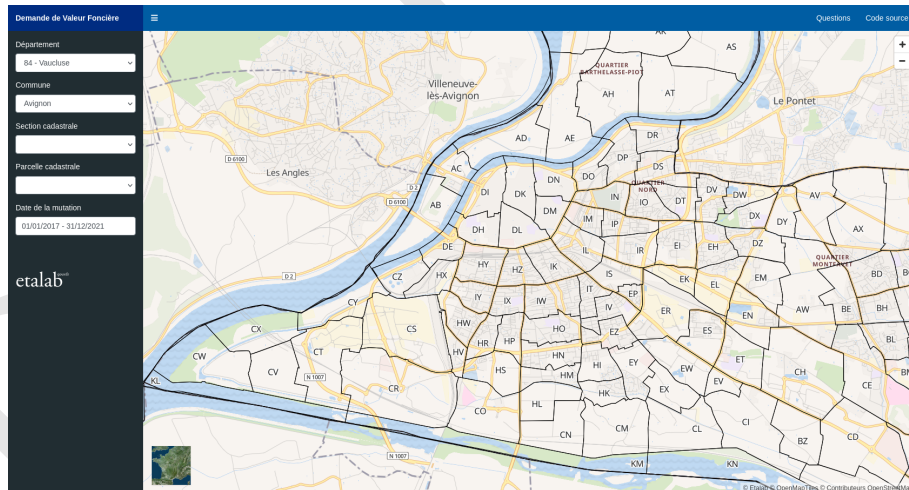 Demande de Valeur Foncière
☰
Questions Code source
Département
84 - Vaucluse
Commune
Avignon
Section cadastrale
Parcelle cadastrale
Date de la mutation
01/01/2017 - 31/12/2021
etalab
+
−
AK
AS
QUARTIER
BARTHELASSE-PIOT
Villeneuve-
lès-Avignon
AH
AT
Le Pontet
AD
AE
DR
DP
DS
D 6100
Les Angles
AC
DN
DO
QUARTIER
NORD
D 2
DI
DK
IN
IO
DT
DV
DW
AV
D 6100
AB
DM
IM
IP
DX
DY
DH
DL
AX
DE
IL
IR
EI
EH
DZ
QUARTIER
MONTFAVET
HY
HZ
IK
IS
D 2
CZ
HX
EK
EL
EM
BD
IT
EP
CY
IY
IX
IW
IV
ER
EN
AW
BE
BH
CX
CS
HW
HO
EZ
ES
HR
HP
BL
CW
CT
HV
HN
HI
EY
ET
CV
HS
HM
EW
CH
KL
N 1007
CR
HK
EX
EV
CE
BM
CO
HL
CN
CM
CL
CI
BZ
CD
N 1007
KM
KN
© Etalab © OpenMapTiles © Contributeurs OpenStreetMap